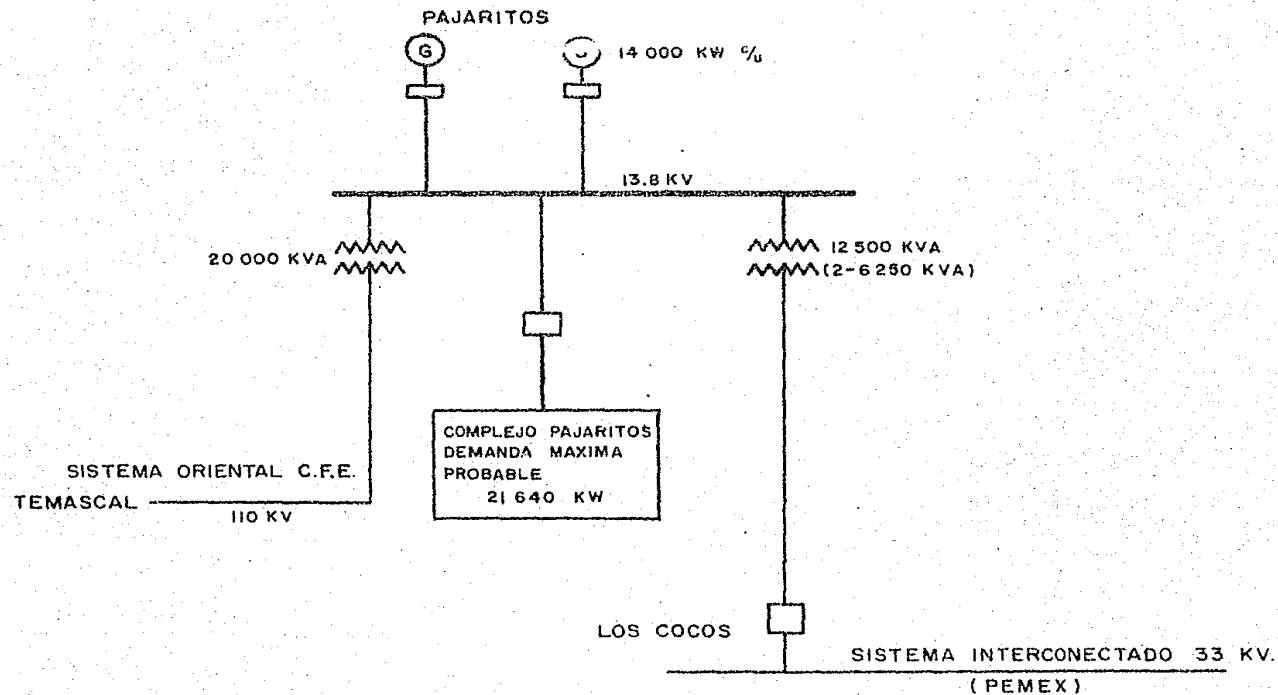 PAJARITOS
G
14 000 KW c/u
13.8 KV
20 000 KVA
12 500 KVA
(2-6 250 KVA)
COMPLEJO PAJARITOS
DEMANDA MAXIMA
PROBABLE
21 640 KW
SISTEMA ORIENTAL C.F.E.
TEMASCAL
110 KV
LOS COCOS
SISTEMA INTERCONECTADO 33 KV.
(PEMEX)